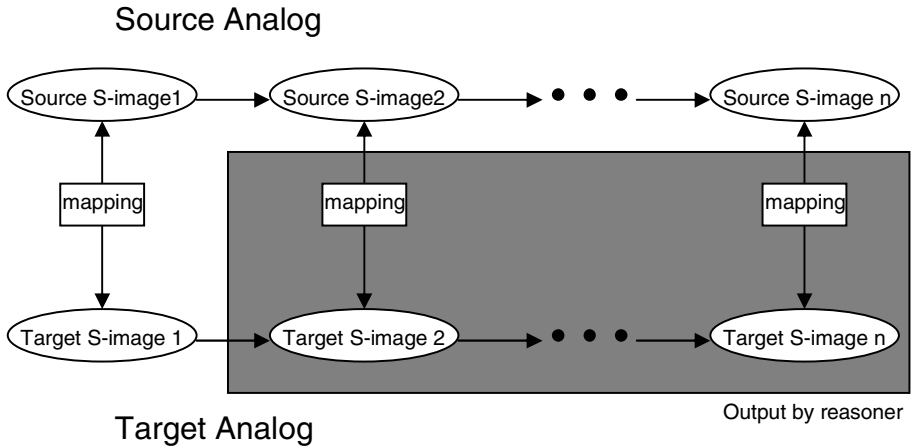 Source Analog
Source S-image1 Source S-image2 • • • Source S-image n
mapping mapping mapping
Target S-image 1 Target S-image 2 • • • Target S-image n
Output by reasoner
Target Analog